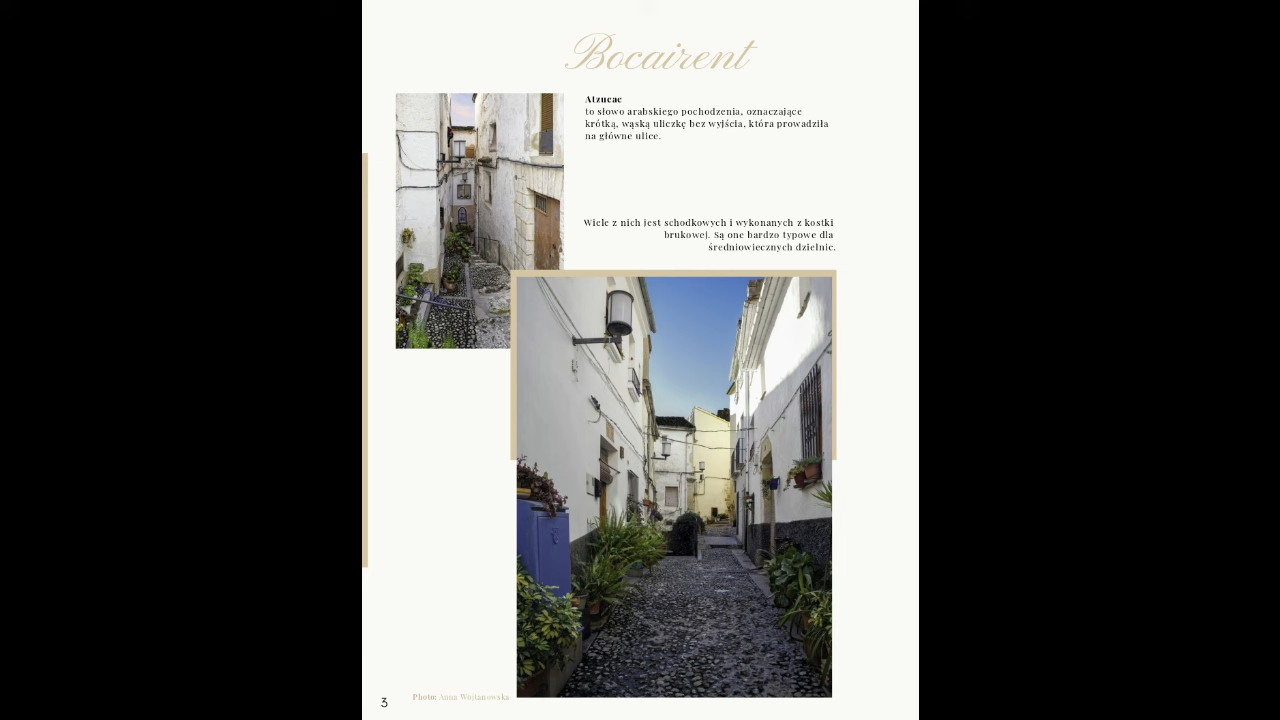 Bocairent
Atzucac
to słowo arabskiego pochodzenia, oznaczające
krótką, wąską uliczkę bez wyjścia, która prowadziła
na główne ulice.
Wiele z nich jest schodkowych i wykonanych z kostki
brukowej. Są one bardzo typowe dla
średniowiecznych dzielnic.
Photo: Anna Wojtanowska
3